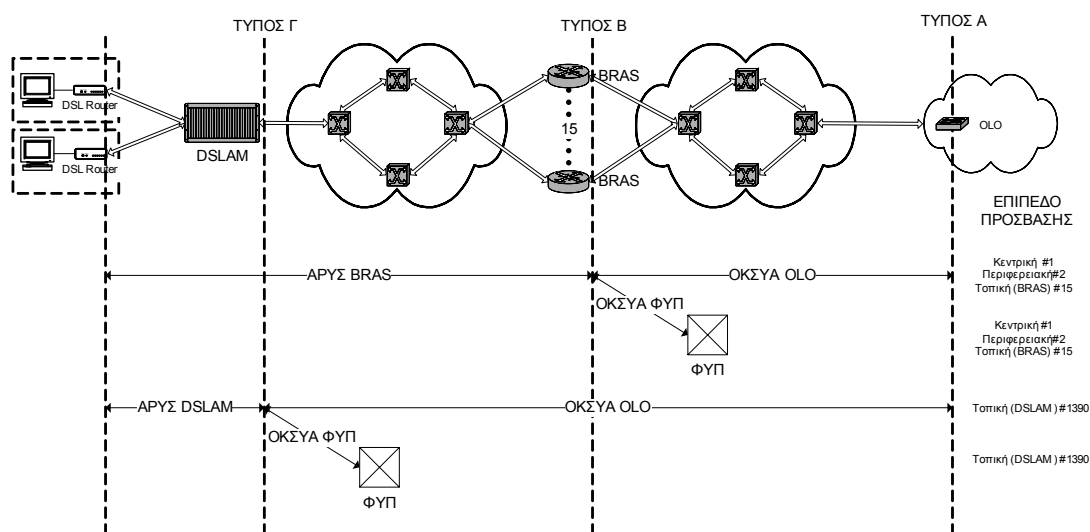 ΤΥΠΟΣ Γ
ΤΥΠΟΣ Β
ΤΥΠΟΣ Α
DSL Router
DSL Router
DSLAM
BRAS
15
BRAS
OLO
ΕΠΙΠΕΔΟ
ΠΡΟΣΒΑΣΗΣ
ΑΡΥΣ BRAS
ΟΚΣΥΑ OLO
Κεντρική #1
Περιφερειακή#2
Τοπική (BRAS) #15
ΟΚΣΥΑ ΦΥΠ
ΦΥΠ
Κεντρική #1
Περιφερειακή#2
Τοπική (BRAS) #15
ΑΡΥΣ DSLAM
ΟΚΣΥΑ OLO
Τοπική (DSLAM ) #1390
ΟΚΣΥΑ ΦΥΠ
ΦΥΠ
Τοπική (DSLAM ) #1390